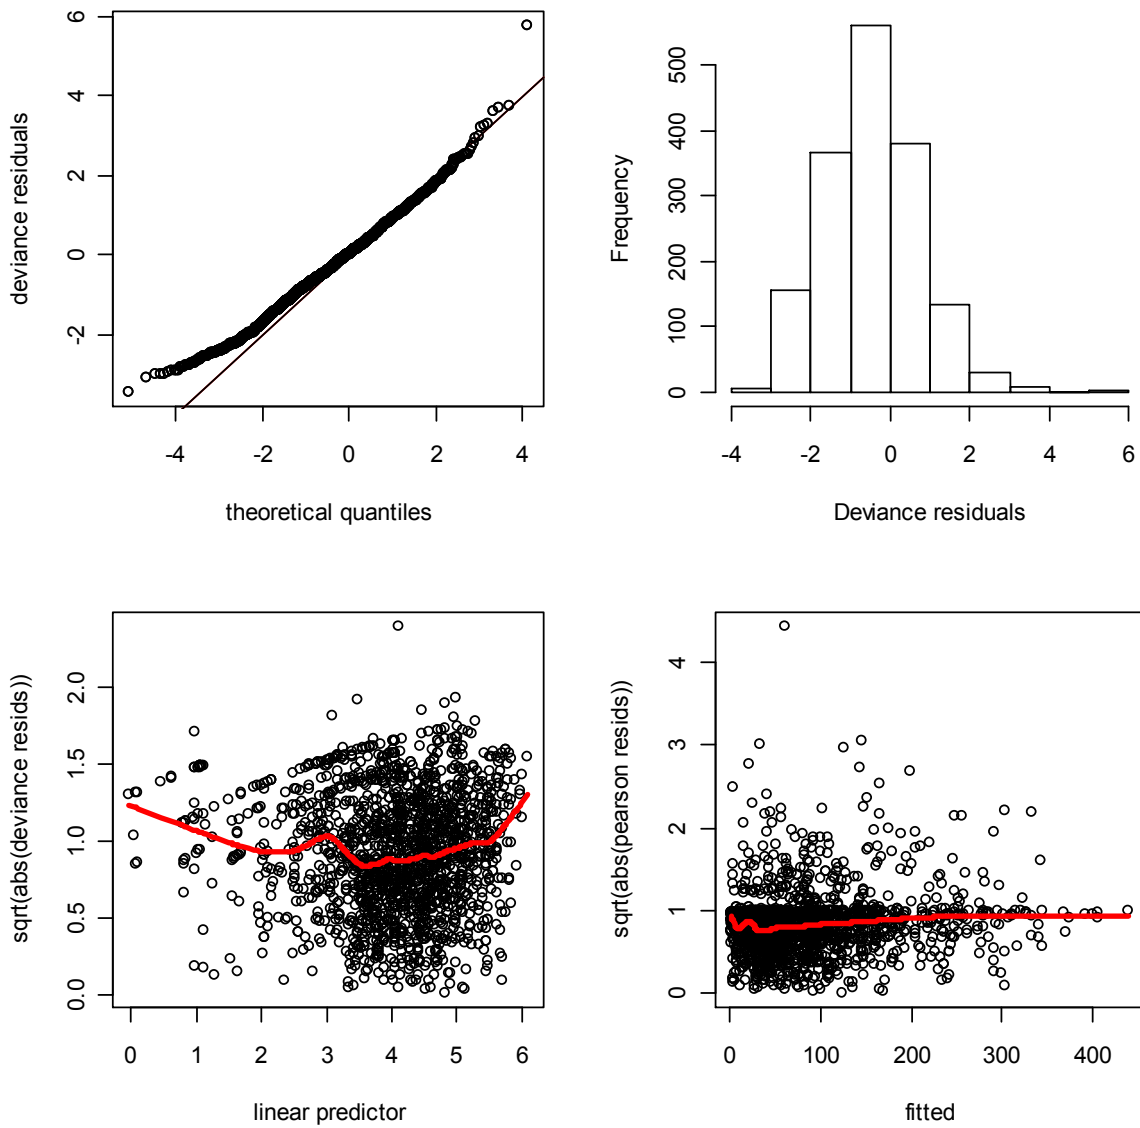 deviance residuals
6
4
2
0
-2
-4 -2 0 2 4
theoretical quantiles
Frequency
500
400
300
200
100
0
-4 -2 0 2 4 6
Deviance residuals
sqrt(abs(deviance resids))
2.0
1.5
1.0
0.5
0.0
0 1 2 3 4 5 6
linear predictor
sqrt(abs(pearson resids))
4
3
2
1
0
0 100 200 300 400
fitted